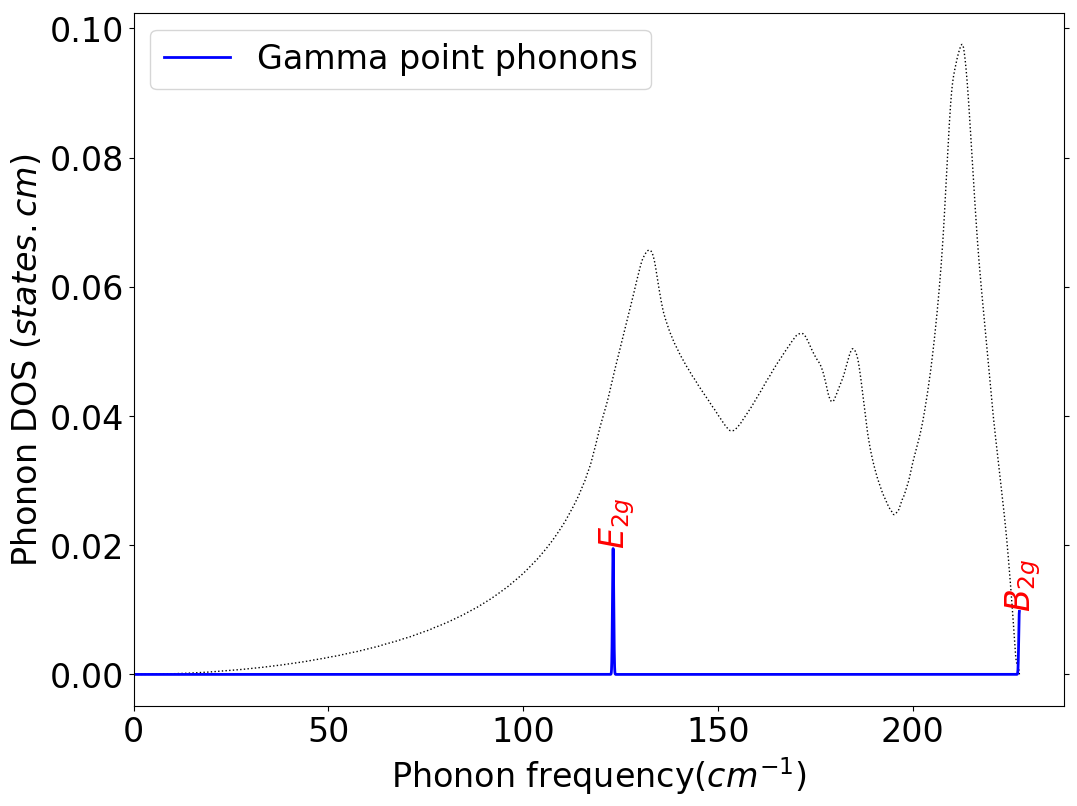 Gamma point phonons
0.10
0.08
0.06
0.04
0.02
0.00
Phonon DOS (states.cm)
E2g
B2g
0 50 100 150 200
Phonon frequency(cm⁻¹)